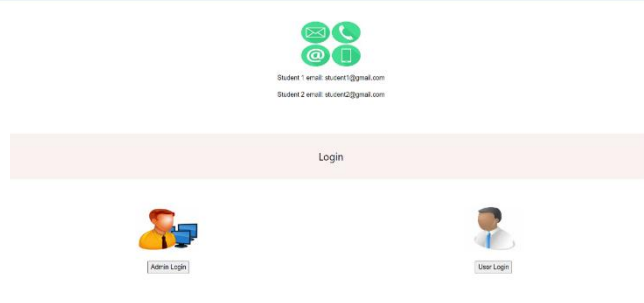 Student 1 email: student1@gmail.com
Student 2 email: student2@gmail.com
Login
Admin Login
User Login